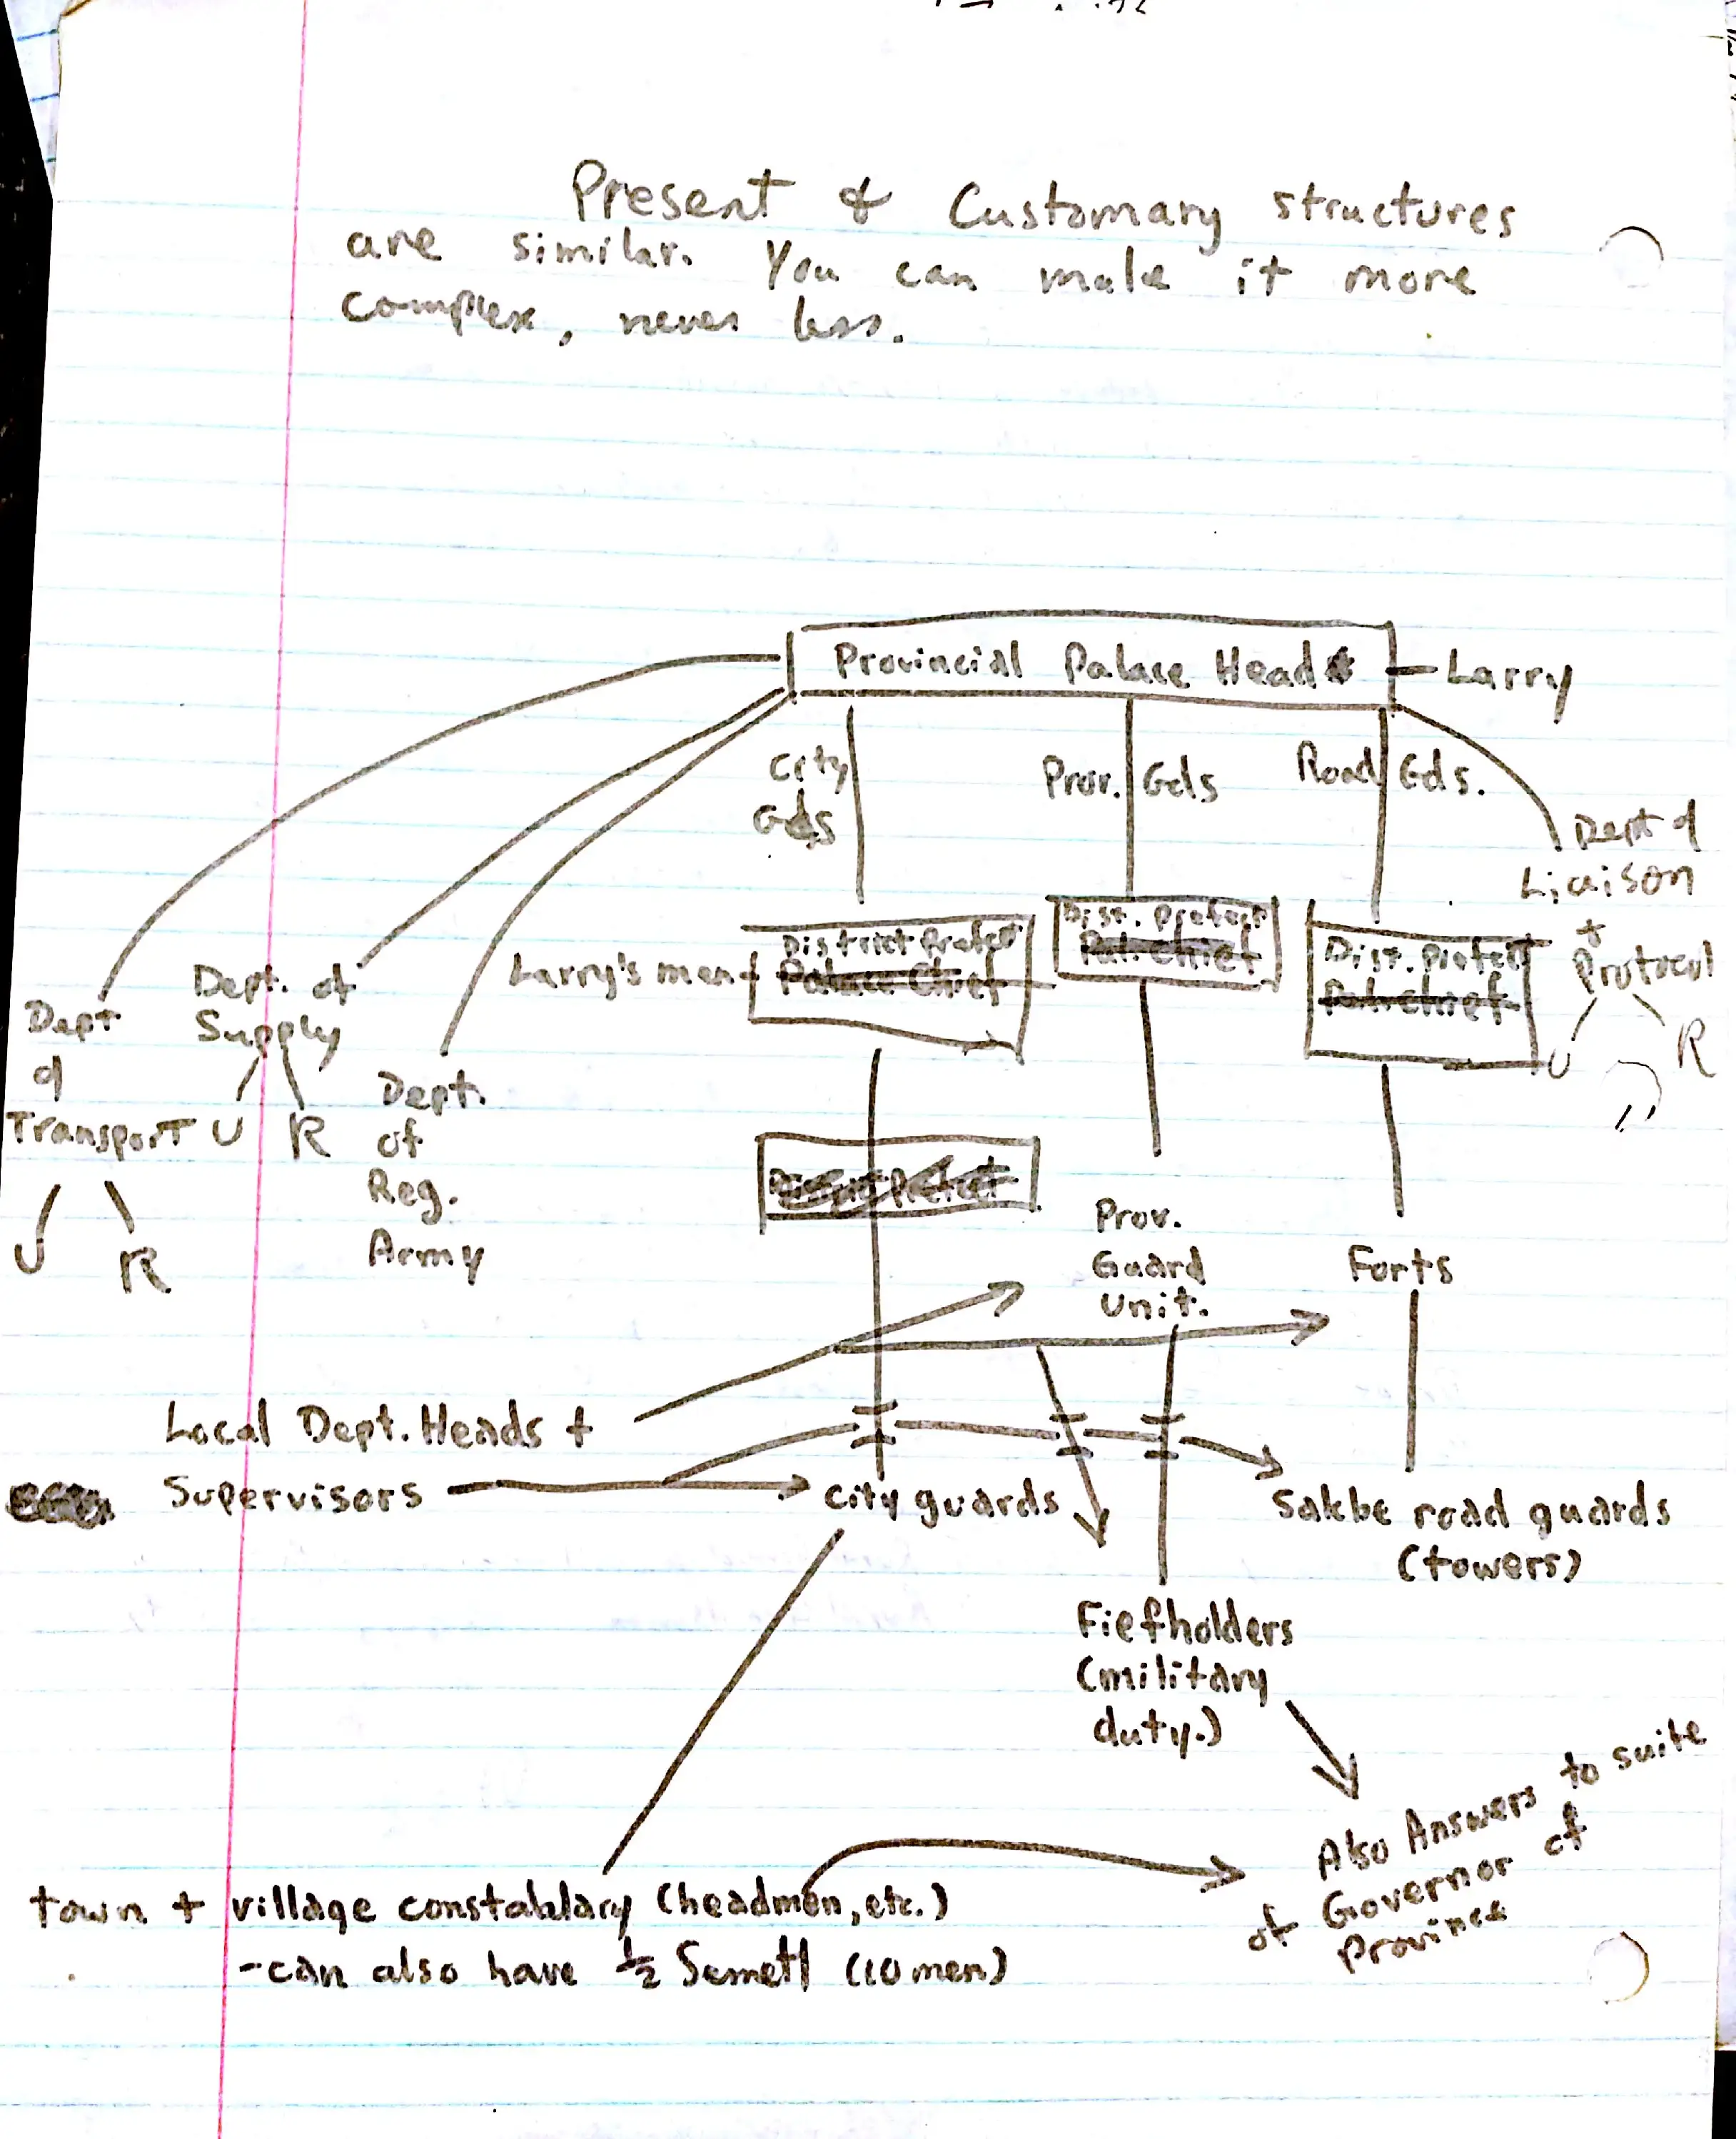 Present & Customary structures
are similar. You can make it more
complex, never less.
Provincial Palace Head
Larry
City
Gds
Prov. Gds
Road Gds.
Dept of
Liaison
+
Protocol
U R
Larry's men
District Prefect
Palace Chief
Dist. Prefect
Pal. Chief
Dist. Prefect
Pal. Chief
Dept
of
Transport
U R
Dept. of
Supply
U R
Dept.
of
Reg.
Army
District Prefect
Prov.
Guard
Unit.
Forts
Local Dept. Heads +
Supervisors
City guards
Sakbe road guards
(towers)
Fiefholders
(military
duty.)
Also Answers to suite
of Governor of
Province
town + village constablary (headmen, etc.)
-can also have ½ Semetl (10 men)